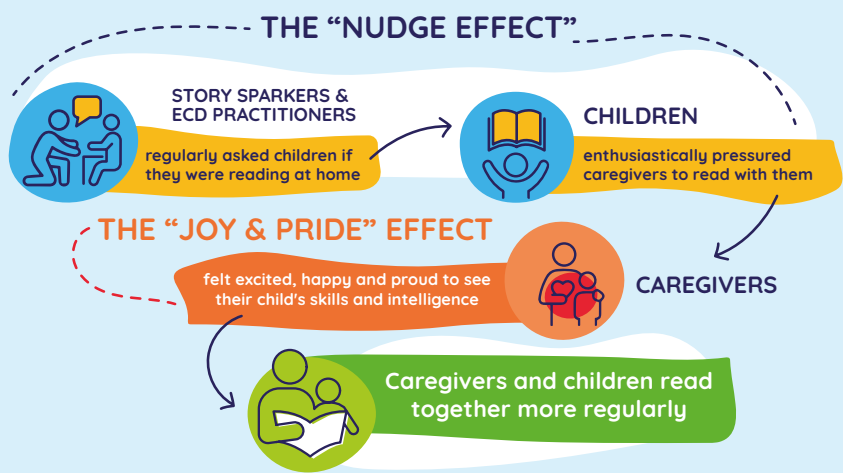 THE “NUDGE EFFECT”
STORY SPARKERS &
ECD PRACTITIONERS
regularly asked children if
they were reading at home
CHILDREN
enthusiastically pressured
caregivers to read with them
THE “JOY & PRIDE” EFFECT
CAREGIVERS
felt excited, happy and proud to see
their child's skills and intelligence
Caregivers and children read
together more regularly